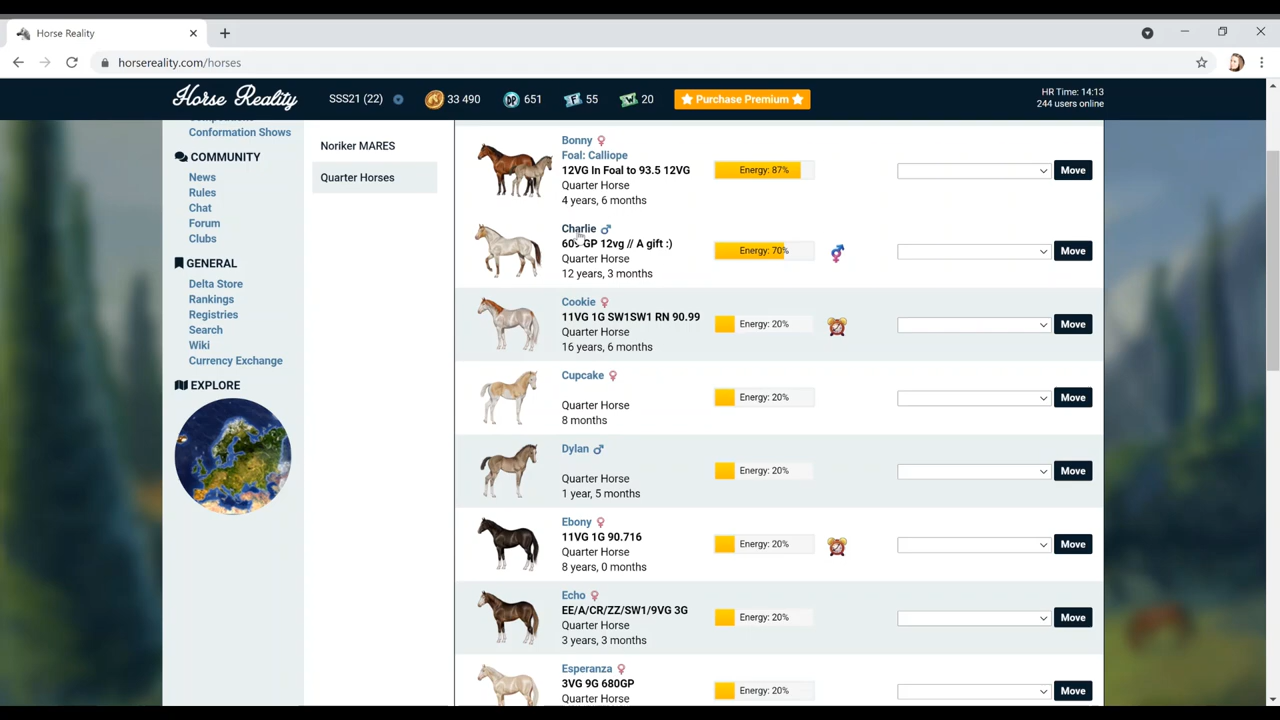 Horse Reality
horsereality.com/horses
Horse Reality
SSS21 (22)
33 490
651
55
20
Purchase Premium
HR Time: 14:13
244 users online
Conformation Shows
COMMUNITY
News
Rules
Chat
Forum
Clubs
GENERAL
Delta Store
Rankings
Registries
Search
Wiki
Currency Exchange
EXPLORE
Noriker MARES
Quarter Horses
Bonny
Foal: Calliope
12VG In Foal to 93.5 12VG
Quarter Horse
4 years, 6 months
Energy: 87%
Move
Charlie
GP 12vg // A gift :)
Quarter Horse
12 years, 3 months
Energy: 70%
Move
Cookie
11VG 1G SW1SW1 RN 90.99
Quarter Horse
16 years, 6 months
Energy: 20%
Move
Cupcake
Quarter Horse
8 months
Energy: 20%
Move
Dylan
Quarter Horse
1 year, 5 months
Energy: 20%
Move
Ebony
11VG 1G 90.716
Quarter Horse
8 years, 0 months
Energy: 20%
Move
Echo
EE/A/CR/ZZ/SW1/9VG 3G
Quarter Horse
3 years, 3 months
Energy: 20%
Move
Esperanza
3VG 9G 680GP
Quarter Horse
Energy: 20%
Move